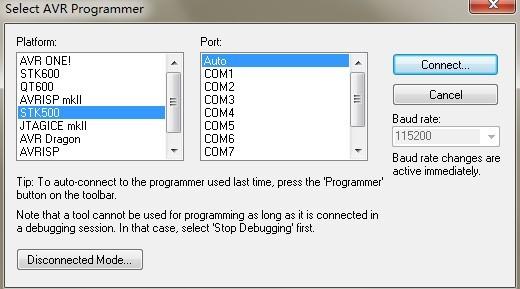 Select AVR Programmer
Platform:
AVR ONE!
STK600
QT600
AVRISP mkII
STK500
JTAGICE mkII
AVR Dragon
AVRISP
Port:
Auto
COM1
COM2
COM3
COM4
COM5
COM6
COM7
Connect...
Cancel
Baud rate:
115200
Baud rate changes are
active immediately.
Tip: To auto-connect to the programmer used last time, press the 'Programmer'
button on the toolbar.
Note that a tool cannot be used for programming as long as it is connected in
a debugging session. In that case, select 'Stop Debugging' first.
Disconnected Mode...